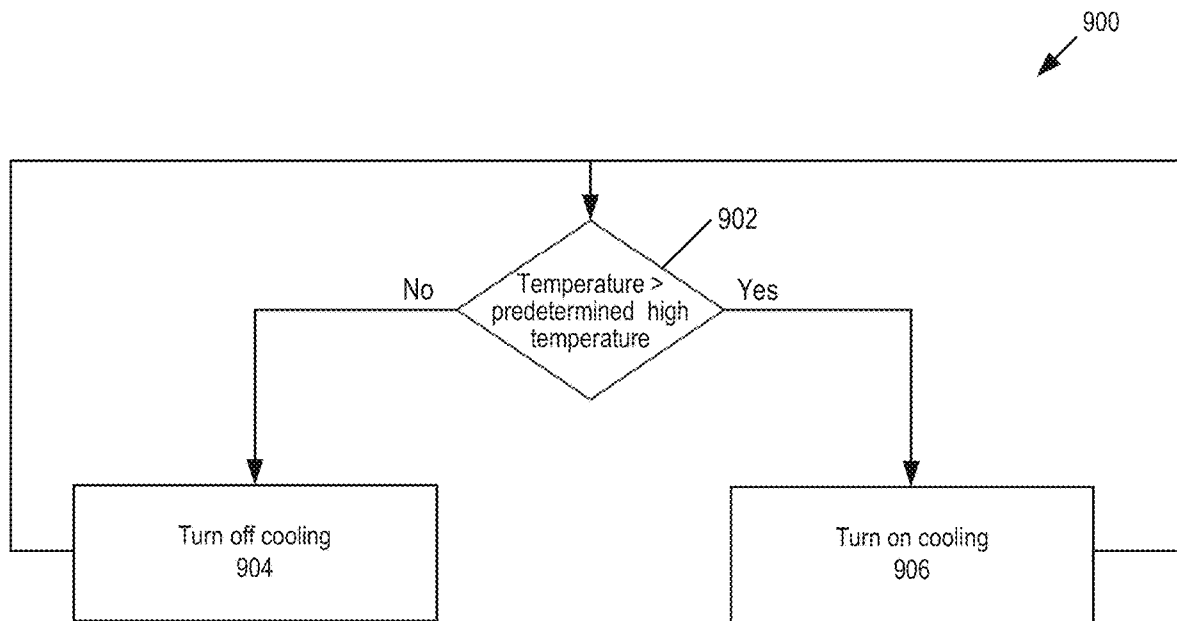 900
902
No
Temperature >
predetermined high
temperature
Yes
Turn off cooling
904
Turn on cooling
906